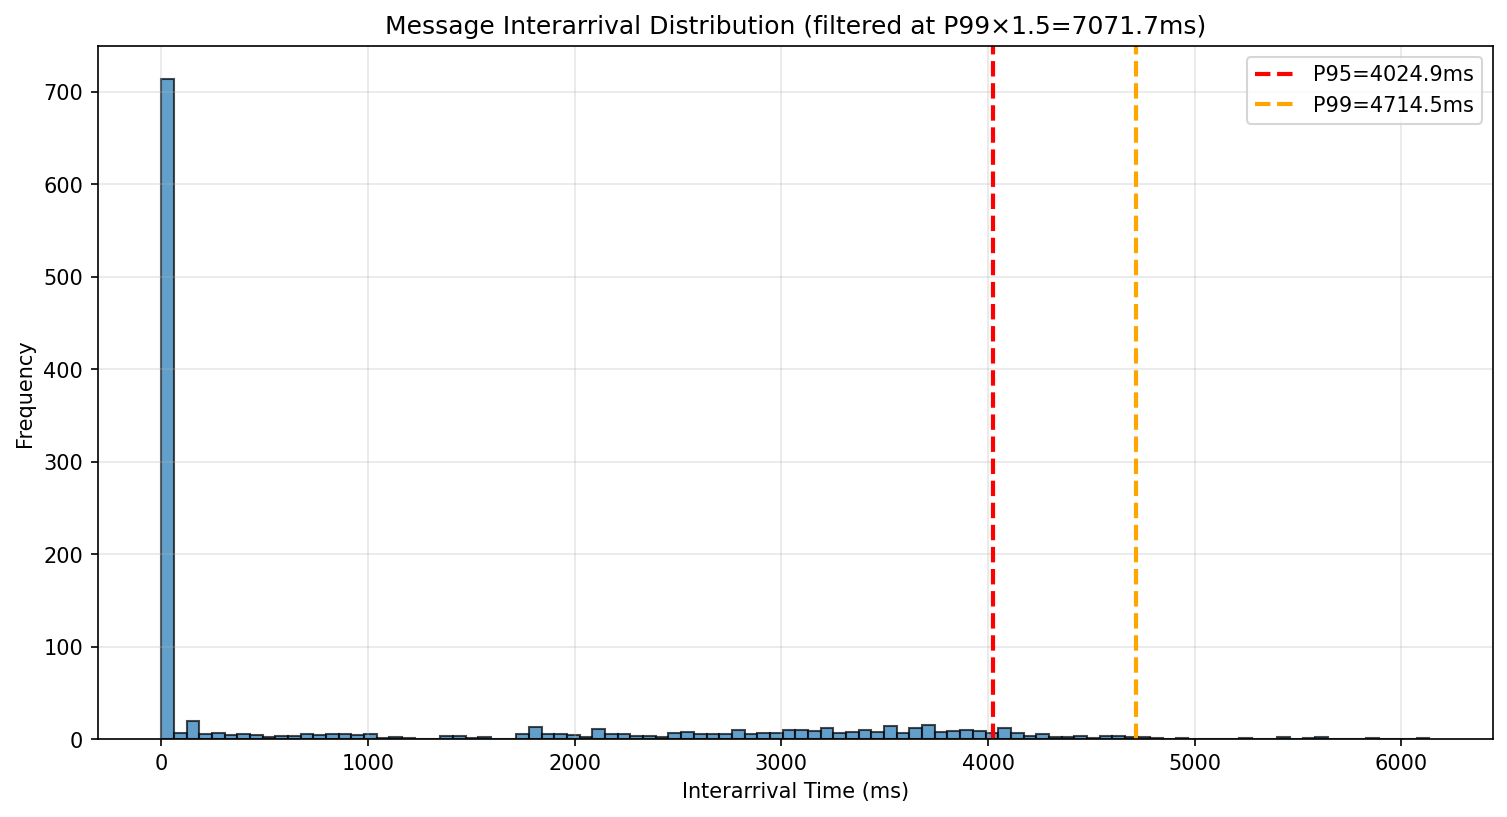 Message Interarrival Distribution (filtered at P99×1.5=7071.7ms)
P95=4024.9ms
P99=4714.5ms
Frequency
700
600
500
400
300
200
100
0
0 1000 2000 3000 4000 5000 6000
Interarrival Time (ms)